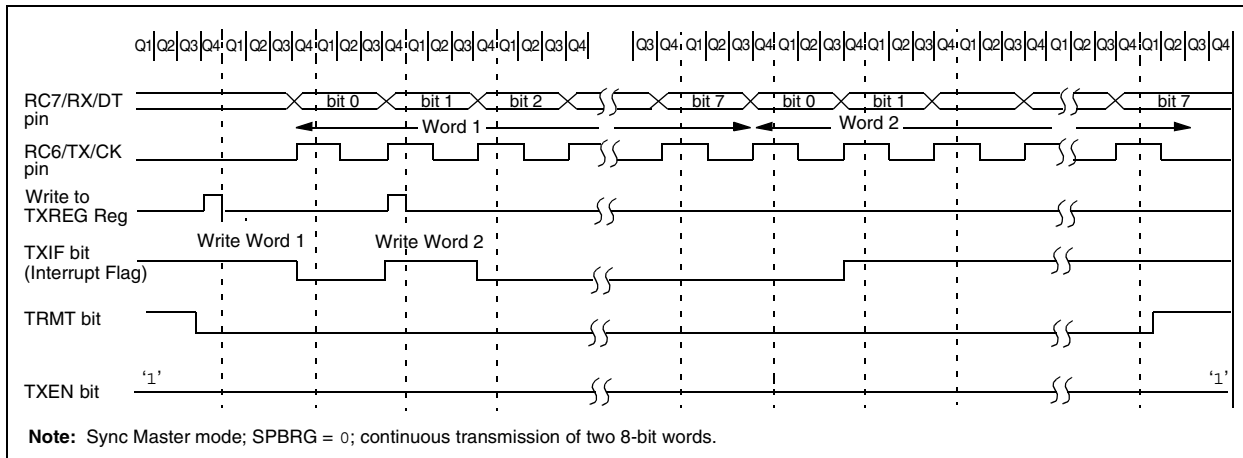 Q1 Q2 Q3 Q4 Q1 Q2 Q3 Q4 Q1 Q2 Q3 Q4 Q1 Q2 Q3 Q4 Q1 Q2 Q3 Q4 Q3 Q4 Q1 Q2 Q3 Q4 Q1 Q2 Q3 Q4 Q1 Q2 Q3 Q4 Q1 Q2 Q3 Q4 Q1 Q2 Q3 Q4 Q1 Q2 Q3 Q4
RC7/RX/DT
pin
bit 0 bit 1 bit 2 bit 7 bit 0 bit 1 bit 7
Word 1 Word 2
RC6/TX/CK
pin
Write to
TXREG Reg
Write Word 1 Write Word 2
TXIF bit
(Interrupt Flag)
TRMT bit
‘1’ ‘1’
TXEN bit
Note: Sync Master mode; SPBRG = 0; continuous transmission of two 8-bit words.